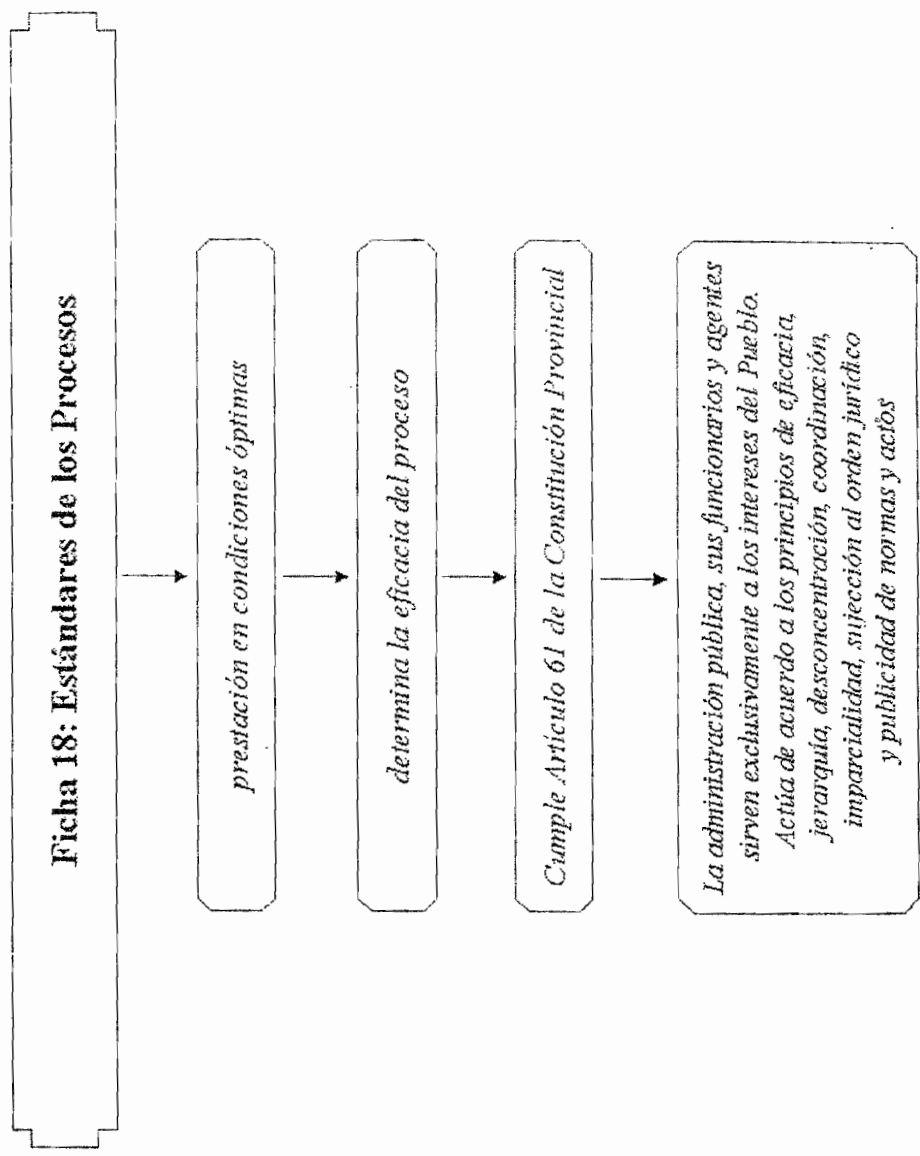 Ficha 18: Estándares de los Procesos
prestación en condiciones óptimas
determina la eficacia del proceso
Cumple Artículo 61 de la Constitución Provincial
La administración pública, sus funcionarios y agentes
sirven exclusivamente a los intereses del Pueblo.
Actúa de acuerdo a los principios de eficacia,
jerarquía, desconcentración, coordinación,
imparcialidad, sujección al orden jurídico
y publicidad de normas y actos